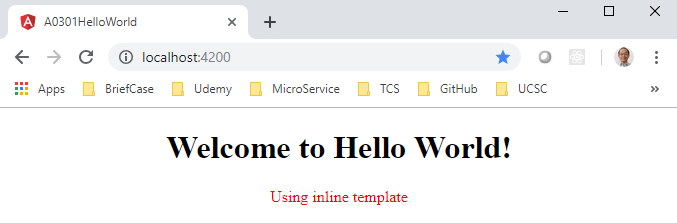 A0301HelloWorld
localhost:4200
Apps BriefCase Udemy MicroService TCS GitHub UCSC »
Welcome to Hello World!
Using inline template